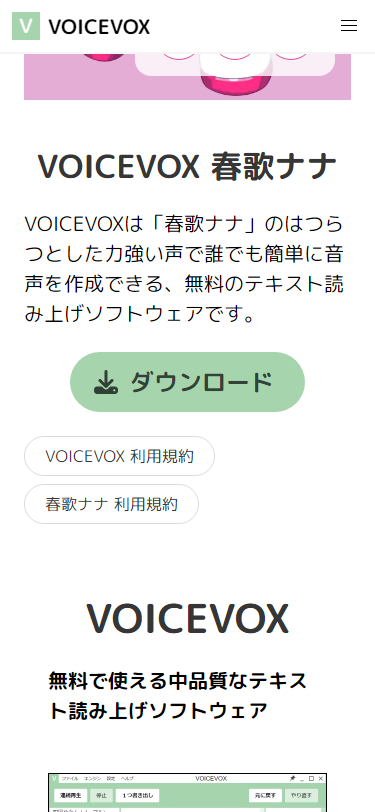 VOICEVOX
VOICEVOX 春歌ナナ
VOICEVOXは「春歌ナナ」のはつら
つとした力強い声で誰でも簡単に音
声を作成できる、無料のテキスト読
み上げソフトウェアです。
ダウンロード
VOICEVOX 利用規約
春歌ナナ 利用規約
VOICEVOX
無料で使える中品質なテキス
ト読み上げソフトウェア
ファイル エンジン 設定 ヘルプ VOICEVOX
連続再生 停止 1つ書き出し 元に戻す やり直す